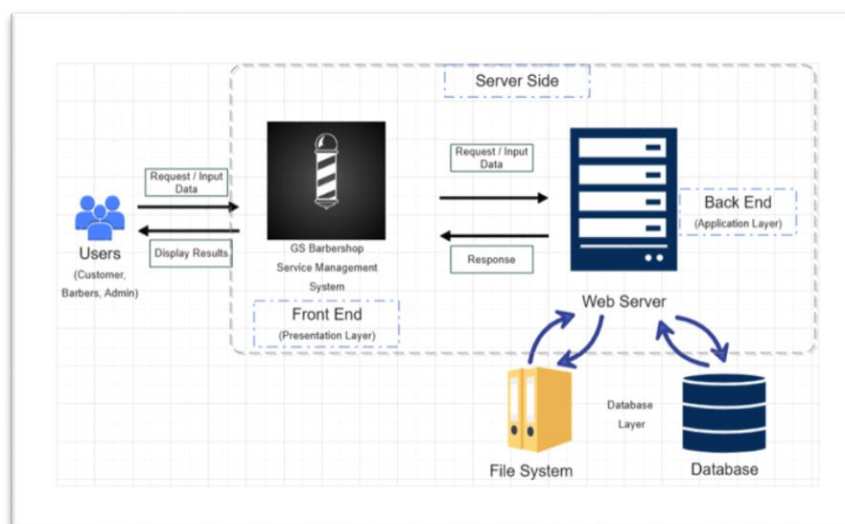 Server Side
Request / Input
Data
Display Results
Users
(Customer,
Barbers, Admin)
GS Barbershop
Service Management
System
Front End
(Presentation Layer)
Request / Input
Data
Response
Back End
(Application Layer)
Web Server
File System
Database
Layer
Database